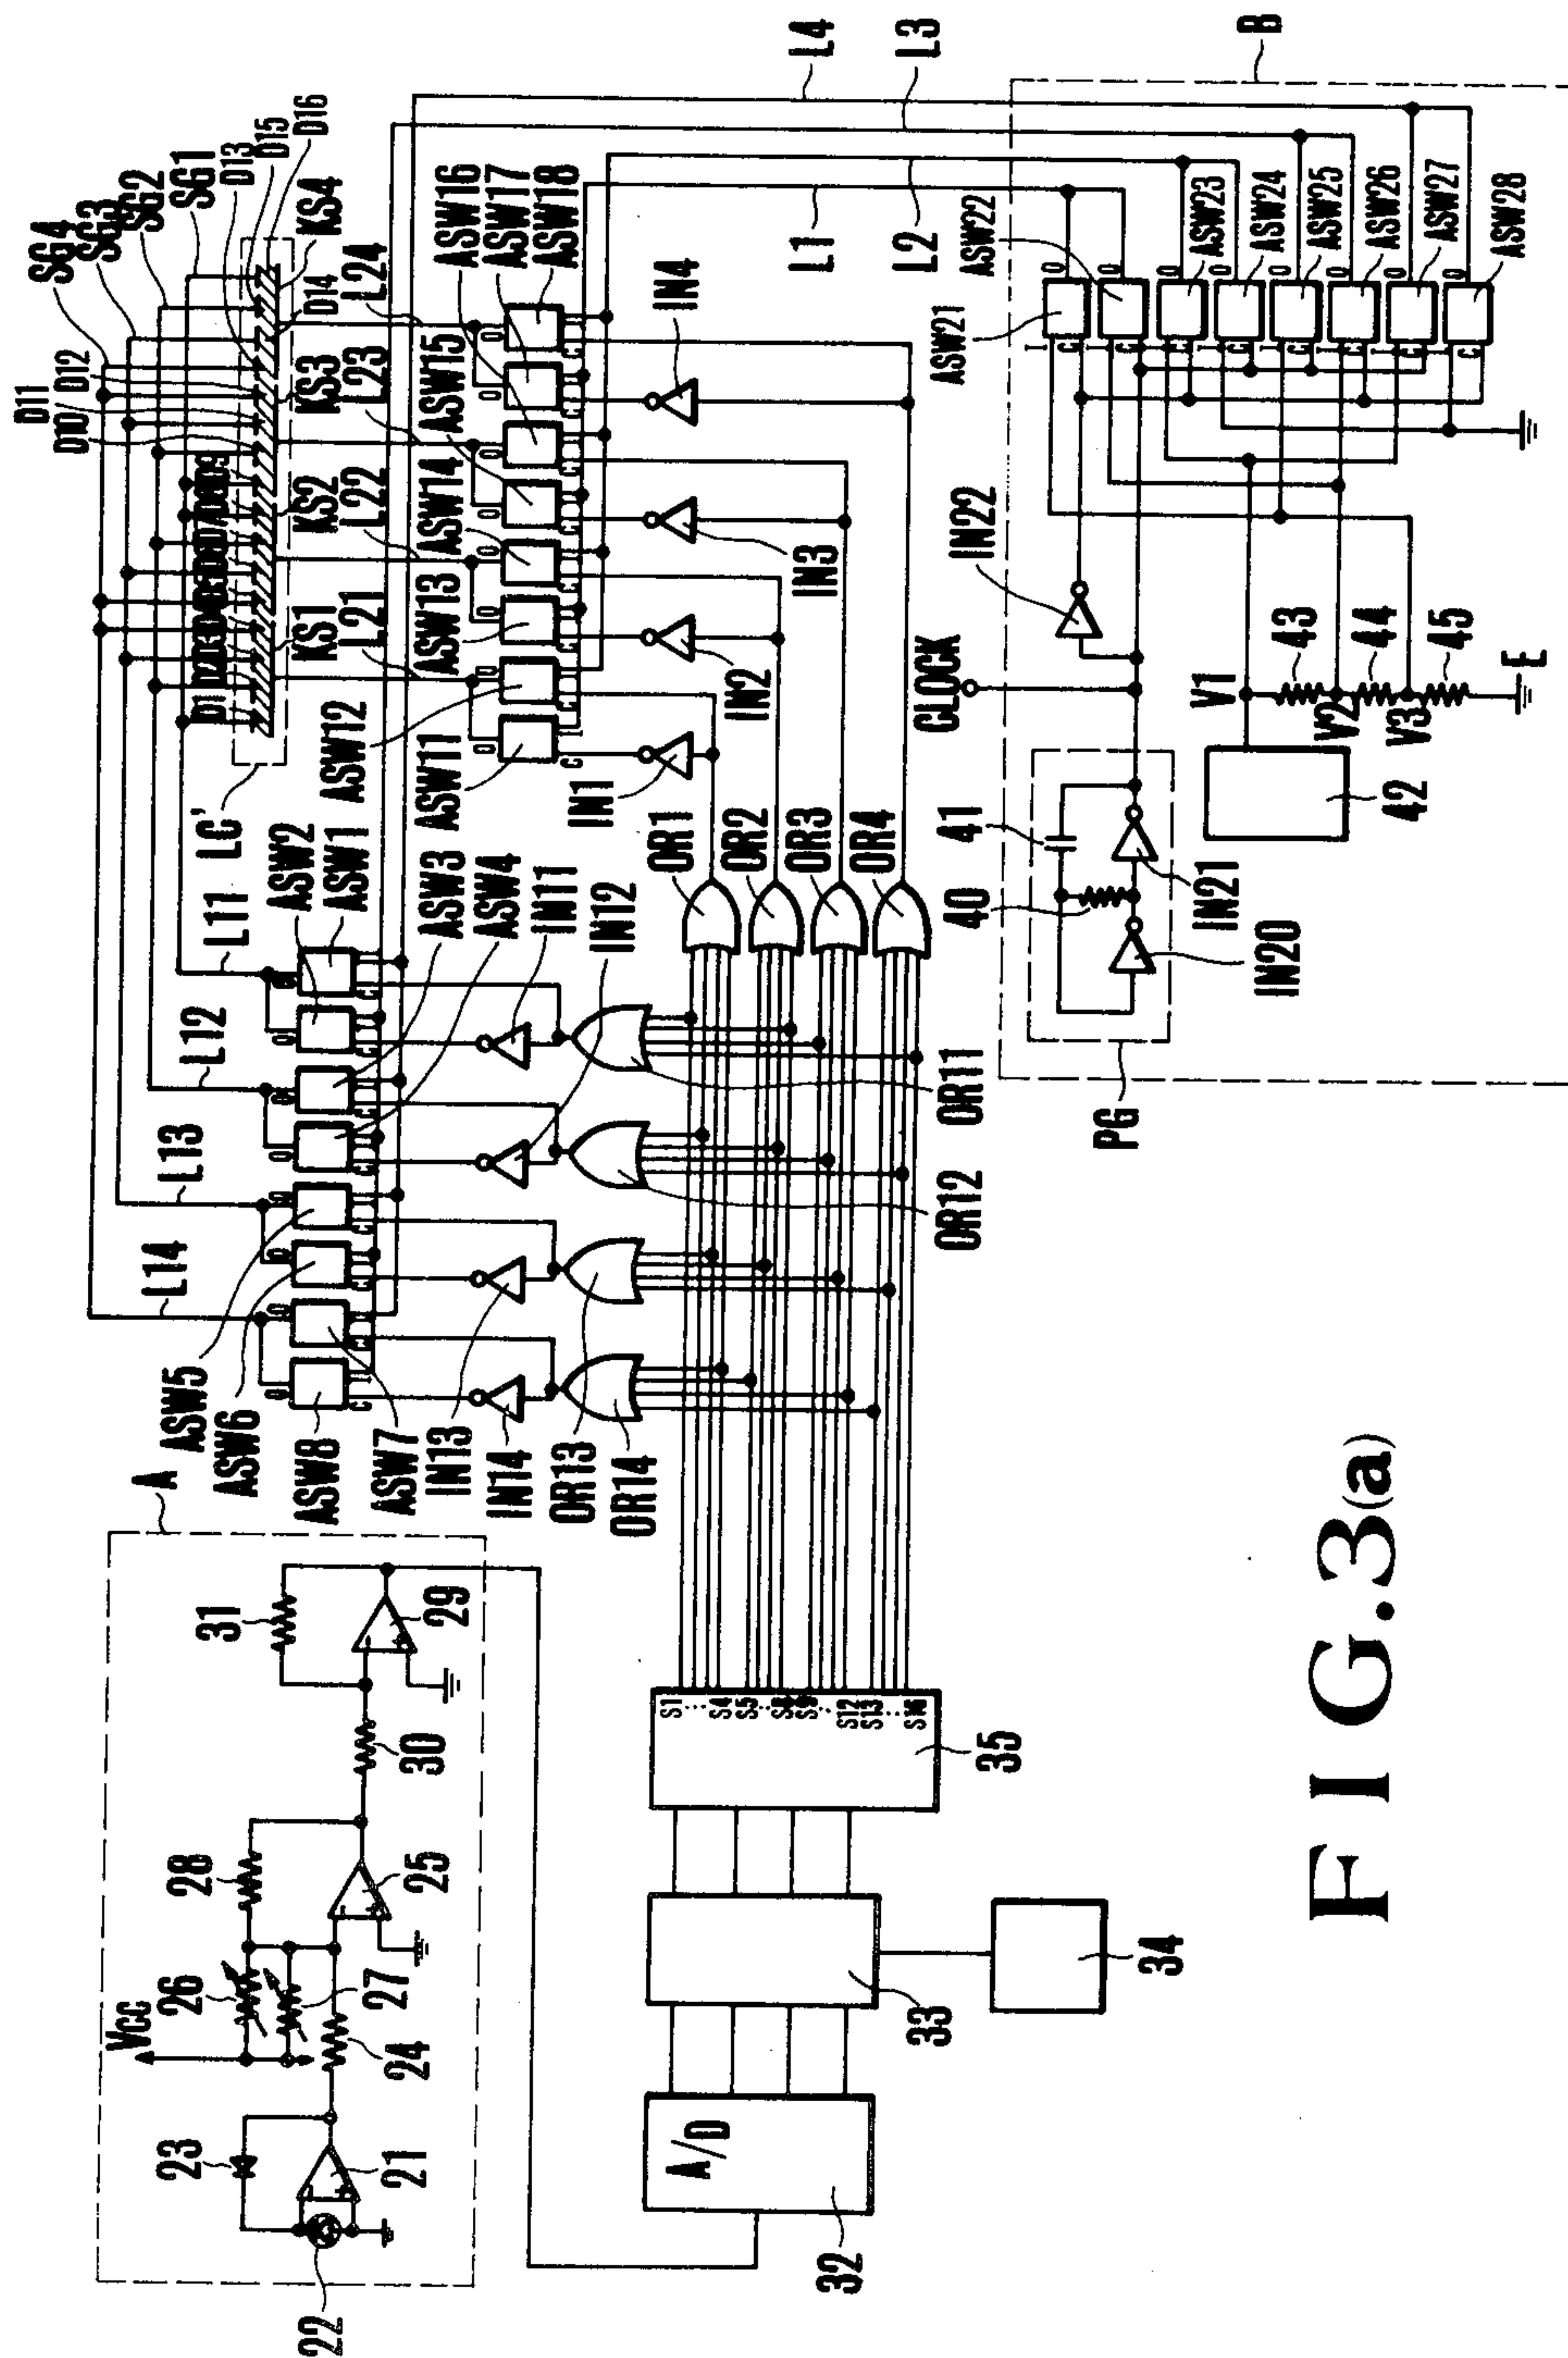 SG4
SG3
SG2
SG1
D11
D10
D12
D13
D15
D16
D14
D1
KS1
KS2
KS3
KS4
LC'
L11
L12
L13
L14
L21
L22
L23
L24
ASW2
ASW1
ASW3
ASW4
ASW5
ASW6
ASW8
ASW7
ASW12
ASW11
ASW13
ASW14
ASW15
ASW16
ASW17
ASW18
IN11
IN12
IN13
IN14
IN1
IN2
IN3
IN4
OR1
OR2
OR3
OR4
OR11
OR12
OR13
OR14
L4
L3
L1
L2
B
ASW21
ASW22
ASW23
ASW24
ASW25
ASW26
ASW27
ASW28
IN22
CLOCK
V1
V2
V3
43
44
45
E
42
41
40
IN21
IN20
PG
A
Vcc
22
23
21
24
26
27
28
25
30
31
29
A/D
32
33
34
35
S1
S4
S5
S8
S9
S12
S13
S16
FIG.3(a)